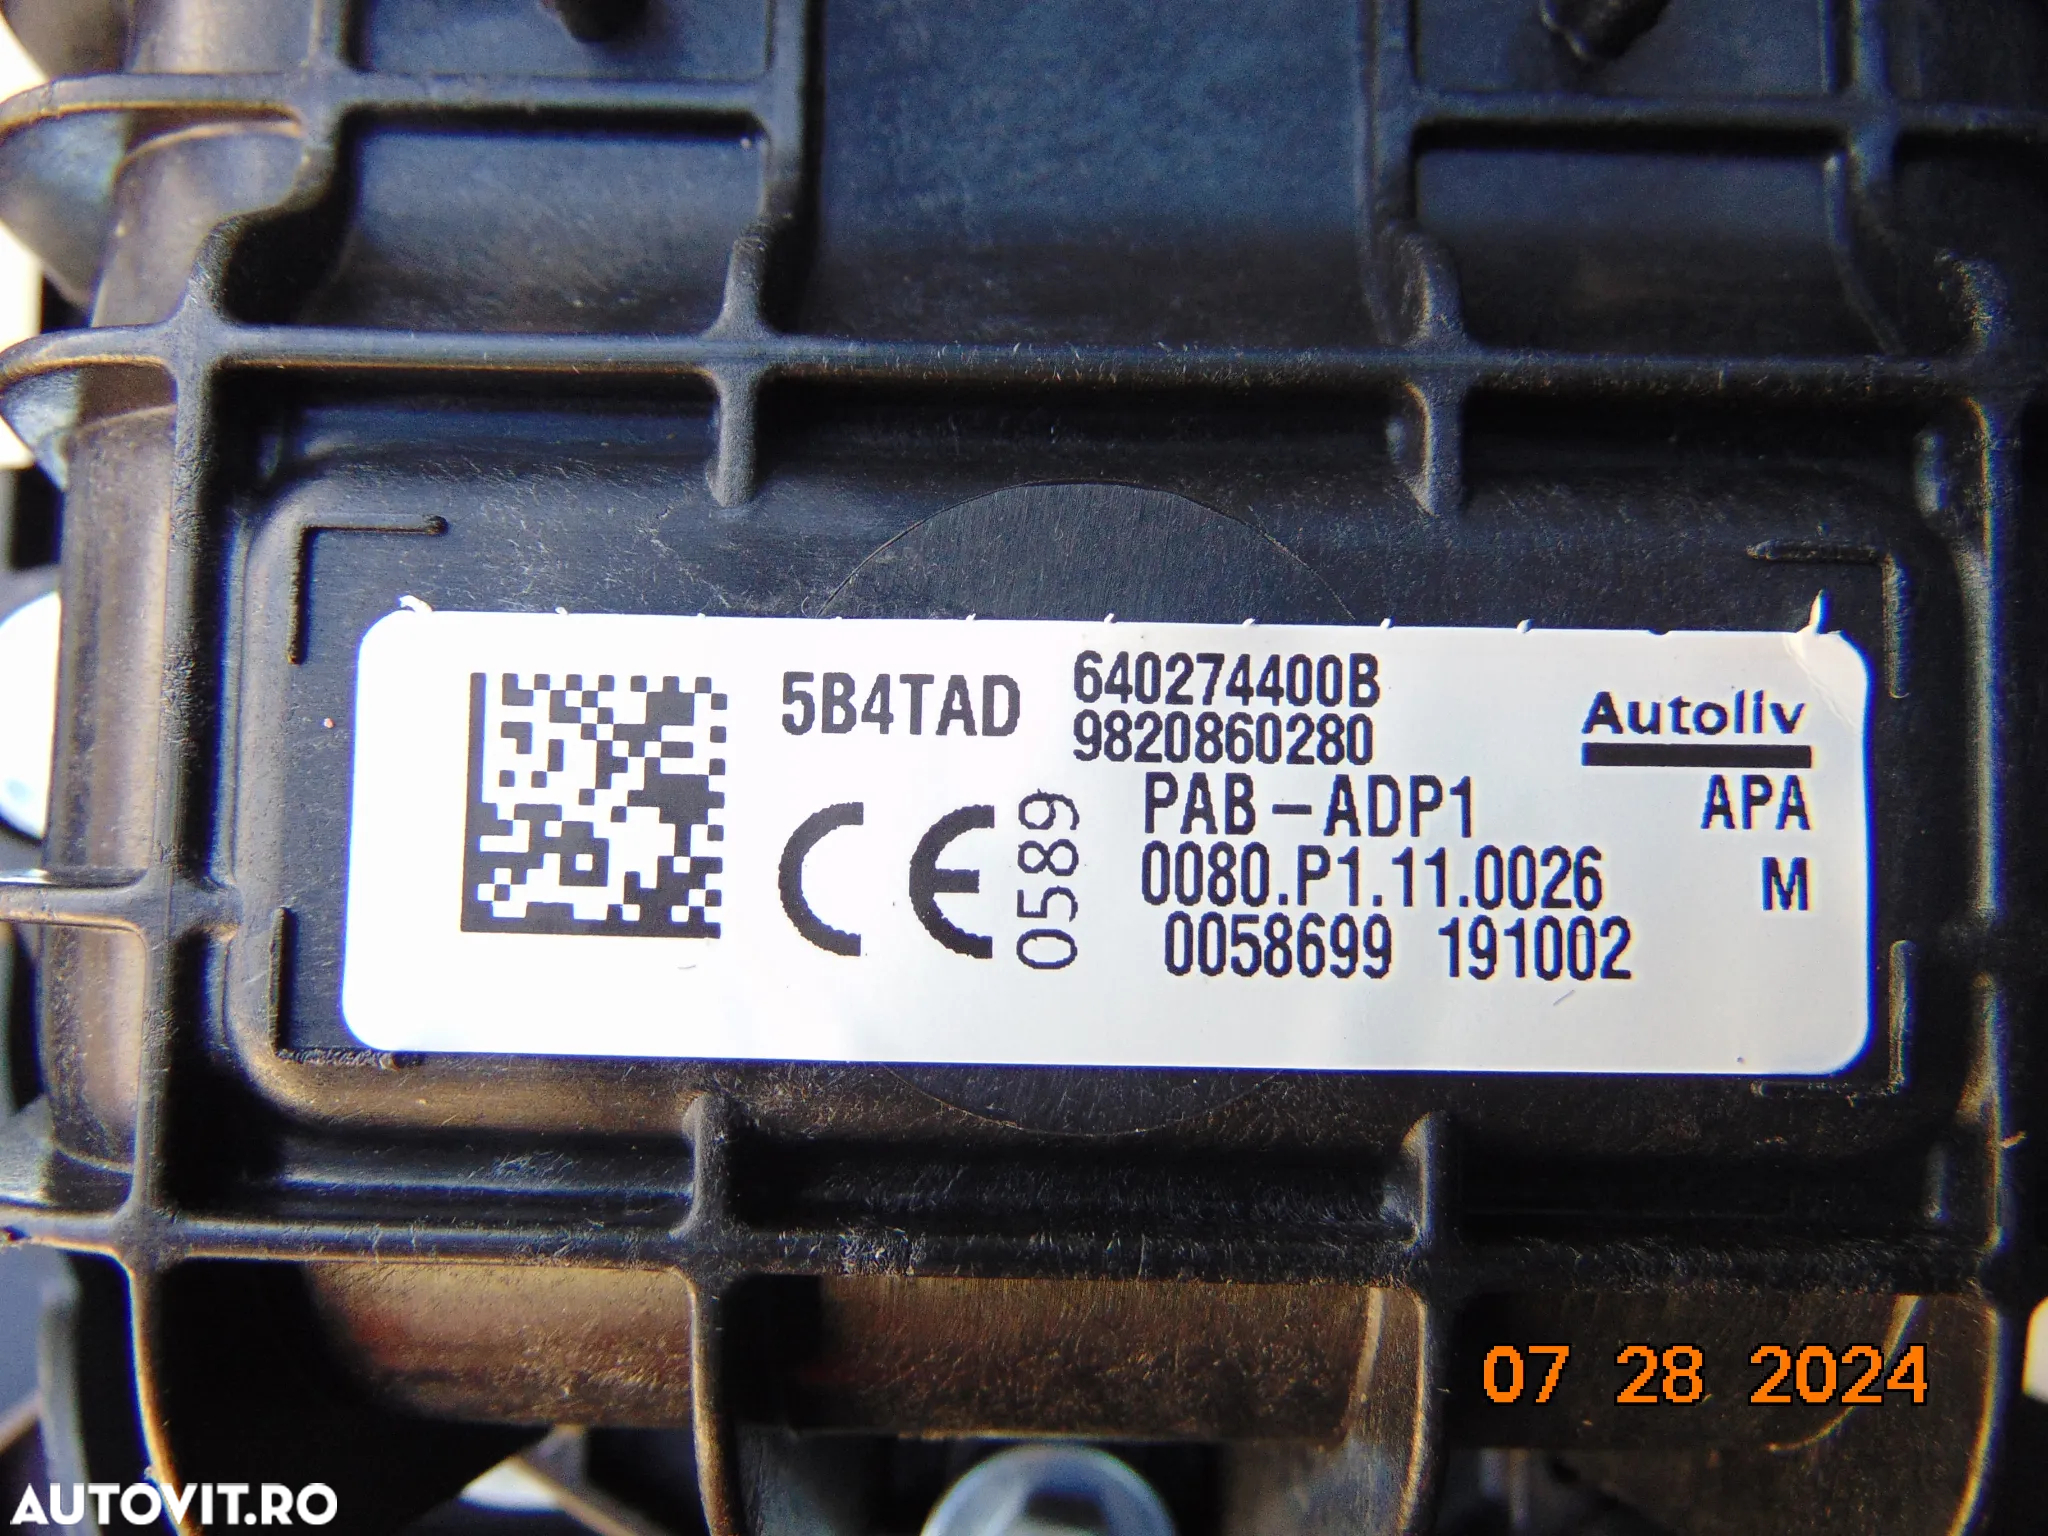 5B4TAD
640274400B
9820860280
Autoliv
PAB-ADP1
APA
0589
0080.P1.11.0026
M
0058699 191002
07 28 2024
AUTOVIT.RO